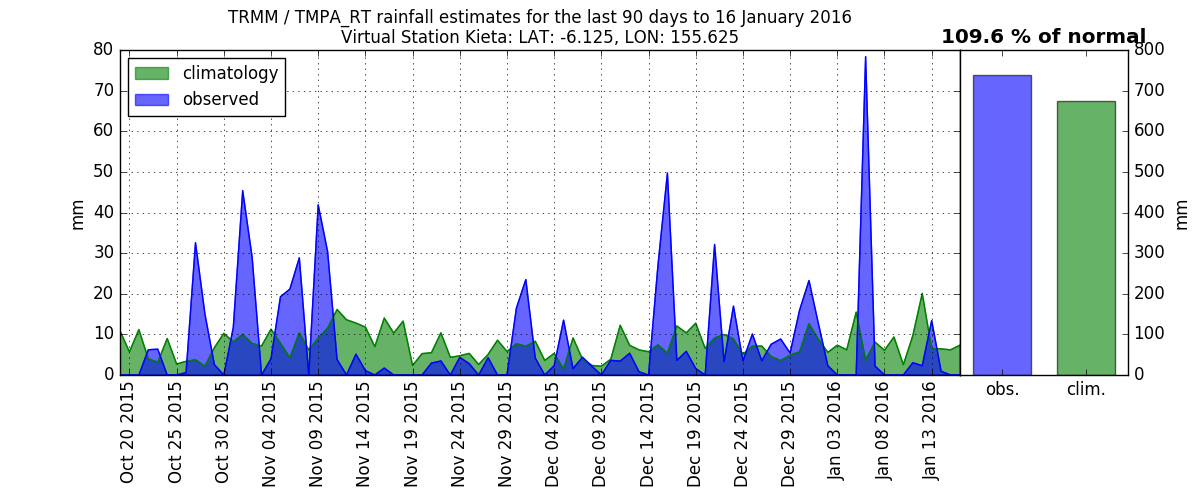 TRMM / TMPA_RT rainfall estimates for the last 90 days to 16 January 2016
Virtual Station Kieta: LAT: -6.125, LON: 155.625
109.6 % of normal
climatology
observed
mm
80
70
60
50
40
30
20
10
0
Oct 20 2015
Oct 25 2015
Oct 30 2015
Nov 04 2015
Nov 09 2015
Nov 14 2015
Nov 19 2015
Nov 24 2015
Nov 29 2015
Dec 04 2015
Dec 09 2015
Dec 14 2015
Dec 19 2015
Dec 24 2015
Dec 29 2015
Jan 03 2016
Jan 08 2016
Jan 13 2016
800
700
600
500
400
300
200
100
0
mm
obs.
clim.